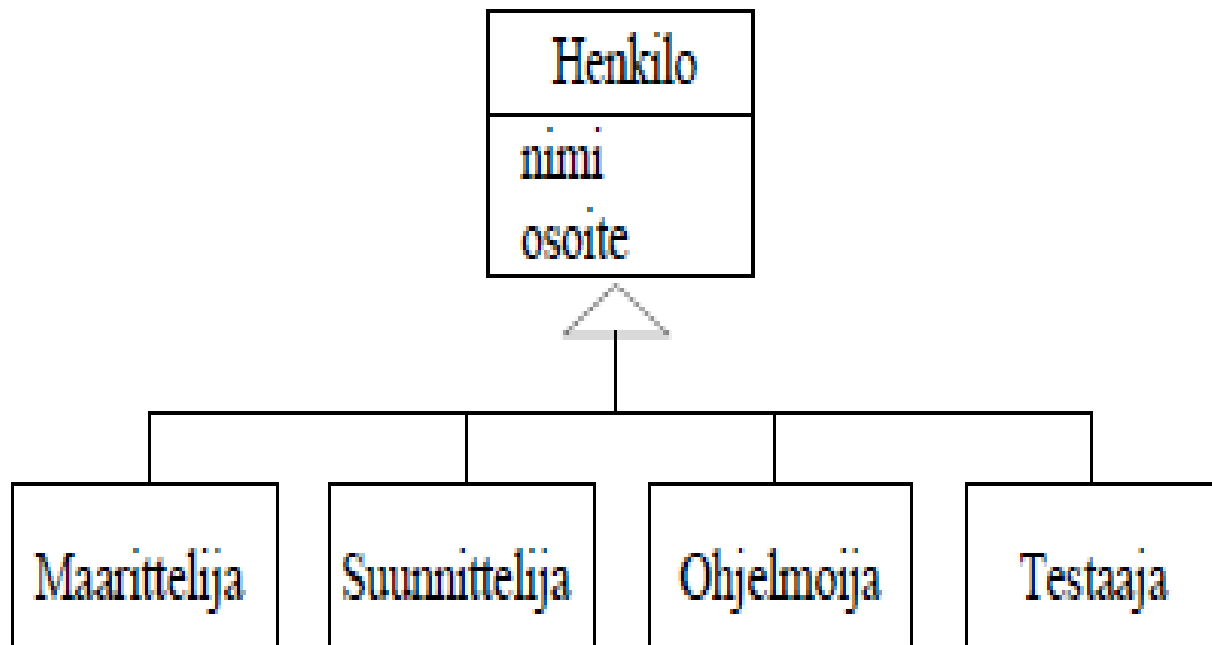 Henkilo
nimi
osoite
Maarittelija
Suunnittelija
Ohjelmoija
Testaaja